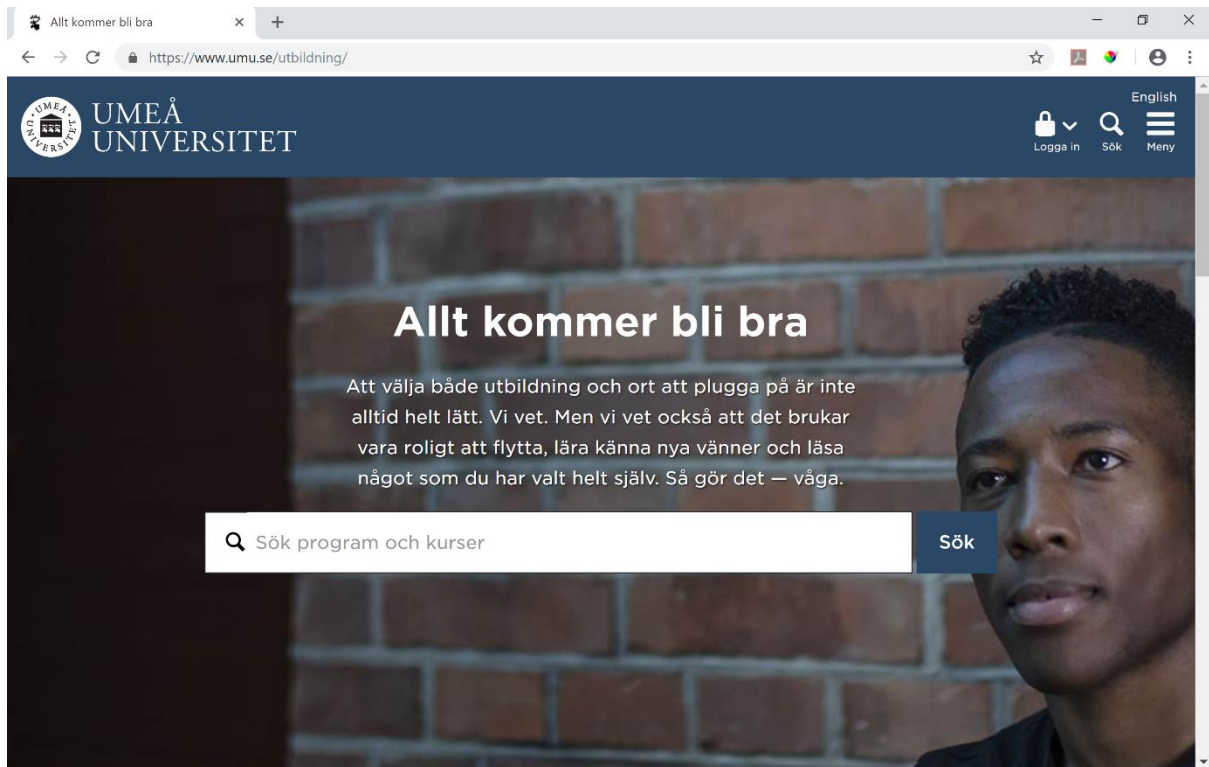 Allt kommer bli bra
https://www.umu.se/utbildning/
English
UMEÅ
UNIVERSITET
UMEÅ UNIVERSITET
Logga in
Sök
Meny
Allt kommer bli bra
Att välja både utbildning och ort att plugga på är inte
alltid helt lätt. Vi vet. Men vi vet också att det brukar
vara roligt att flytta, lära känna nya vänner och läsa
något som du har valt helt själv. Så gör det — våga.
Sök program och kurser
Sök